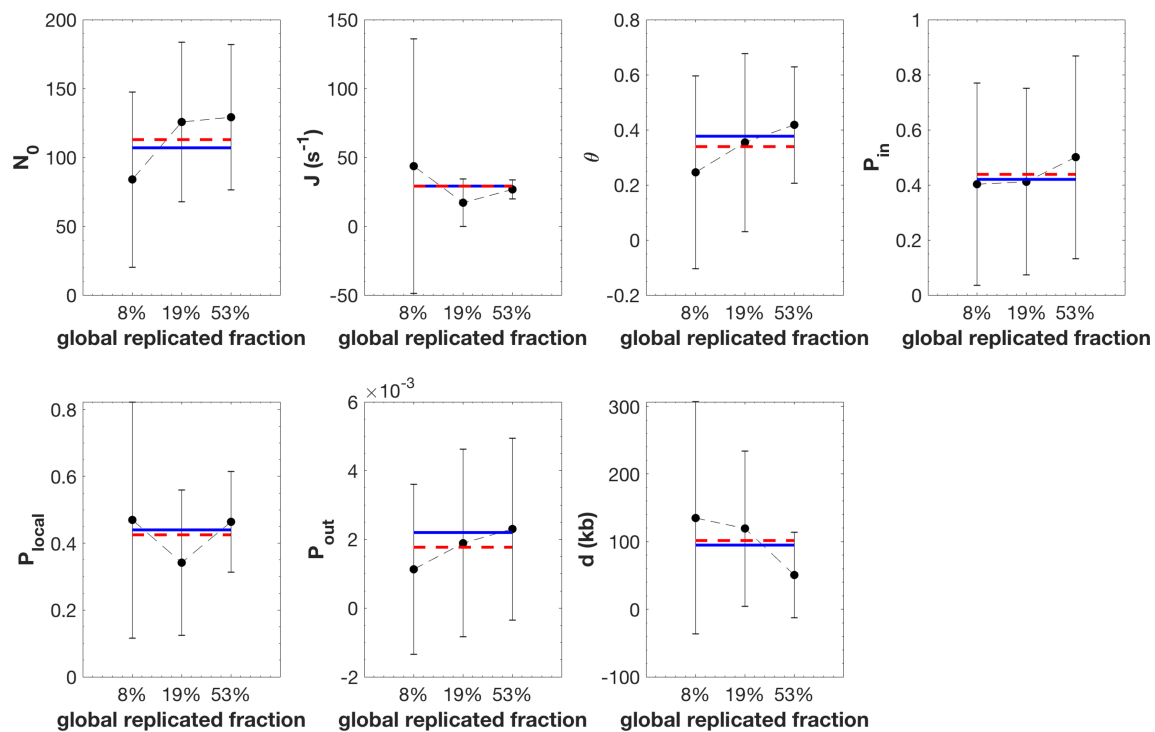 200
150
100
50
0
N0
8% 19% 53%
global replicated fraction
150
100
50
0
-50
J (s-1)
8% 19% 53%
global replicated fraction
0.8
0.6
0.4
0.2
0
-0.2
θ
8% 19% 53%
global replicated fraction
1
0.8
0.6
0.4
0.2
0
Pin
8% 19% 53%
global replicated fraction
0.8
0.6
0.4
0.2
0
Plocal
8% 19% 53%
global replicated fraction
×10-3
6
4
2
0
-2
Pout
8% 19% 53%
global replicated fraction
300
200
100
0
-100
d (kb)
8% 19% 53%
global replicated fraction